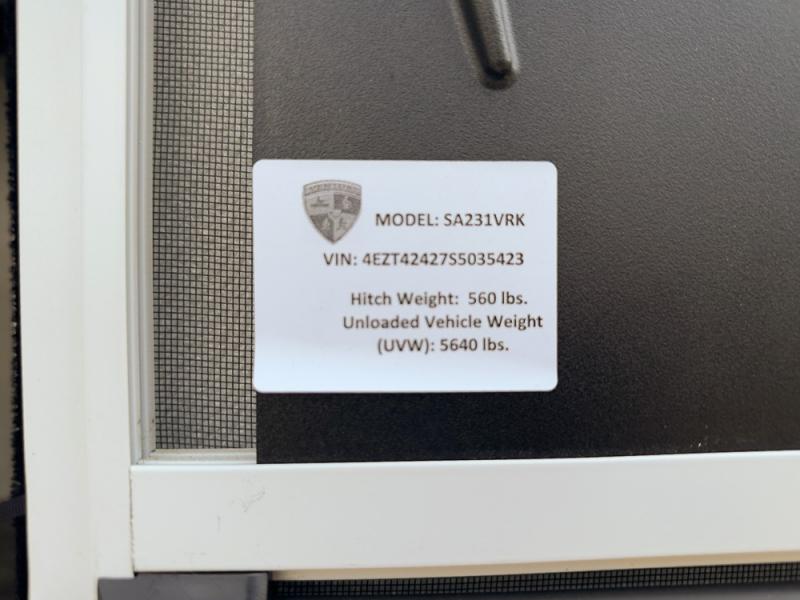 MODEL: SA231VRK
VIN: 4EZT42427S5035423
Hitch Weight: 560 lbs.
Unloaded Vehicle Weight
(UVW): 5640 lbs.